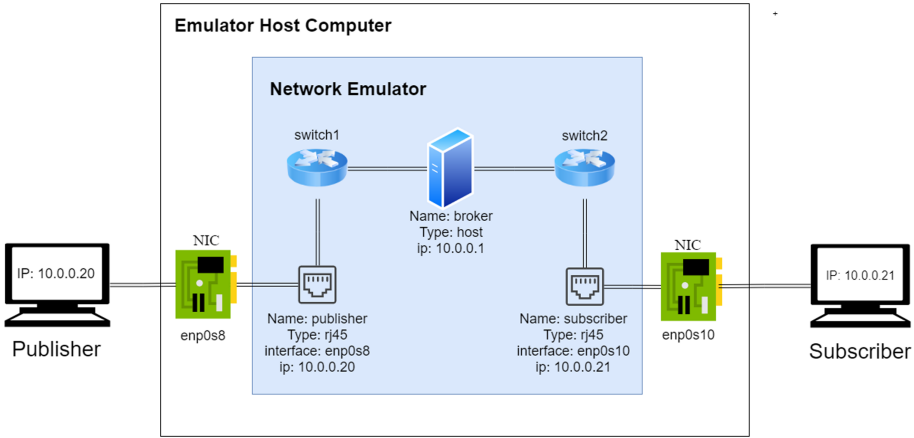 Emulator Host Computer
Network Emulator
switch1
switch2
Name: broker
Type: host
ip: 10.0.0.1
NIC
NIC
IP: 10.0.0.20
IP: 10.0.0.21
enp0s8
enp0s10
Name: publisher
Type: rj45
interface: enp0s8
ip: 10.0.0.20
Name: subscriber
Type: rj45
interface: enp0s10
ip: 10.0.0.21
Publisher
Subscriber